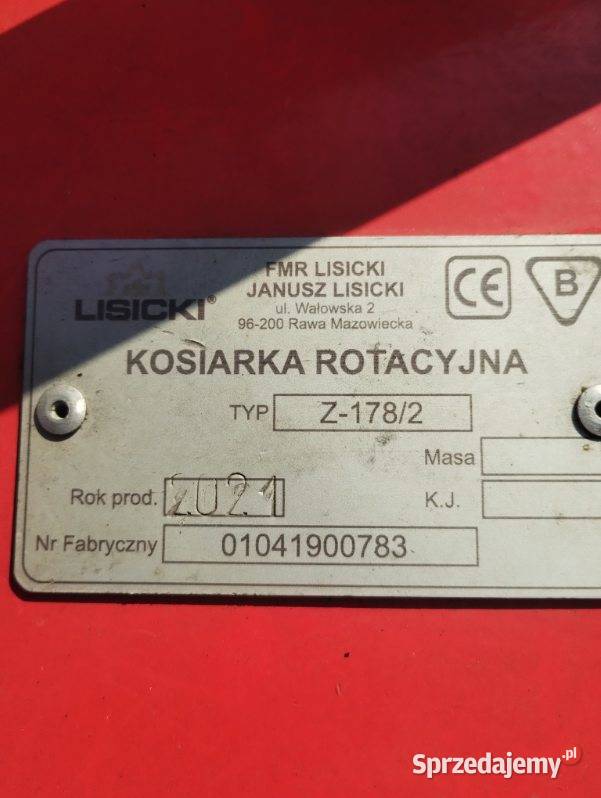 LISICKI®
FMR LISICKI
JANUSZ LISICKI
ul. Wałowska 2
96-200 Rawa Mazowiecka
CE
B
KOSIARKA ROTACYJNA
TYP Z-178/2
Masa
Rok prod. 2021
K.J.
Nr Fabryczny 01041900783
Sprzedajemy.pl